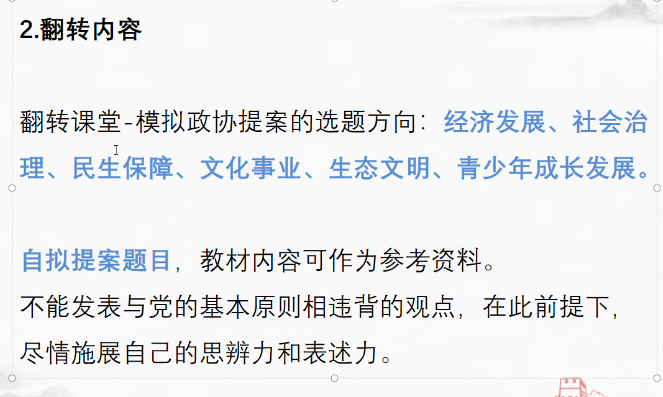 2.翻转内容
翻转课堂-模拟政协提案的选题方向：经济发展、社会治
理、民生保障、文化事业、生态文明、青少年成长发展。
自拟提案题目，教材内容可作为参考资料。
不能发表与党的基本原则相违背的观点，在此前提下，
尽情施展自己的思辨力和表述力。